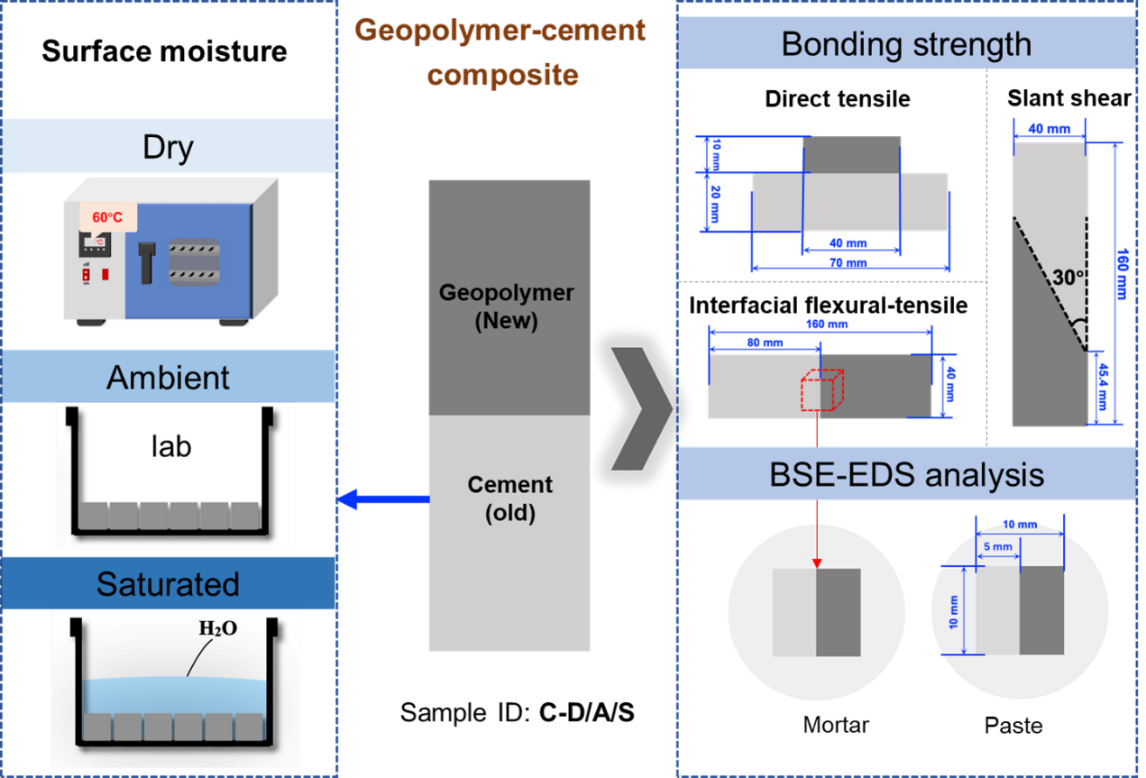 Surface moisture
Dry
60°C
°C
Ambient
lab
Saturated
H₂O
Geopolymer-cement
composite
Geopolymer
(New)
Cement
(old)
Sample ID: C-D/A/S
Bonding strength
Direct tensile
10 mm
20 mm
40 mm
70 mm
Slant shear
40 mm
30°
160 mm
45.4 mm
Interfacial flexural-tensile
160 mm
80 mm
40 mm
BSE-EDS analysis
Mortar
10 mm
5 mm
10 mm
Paste